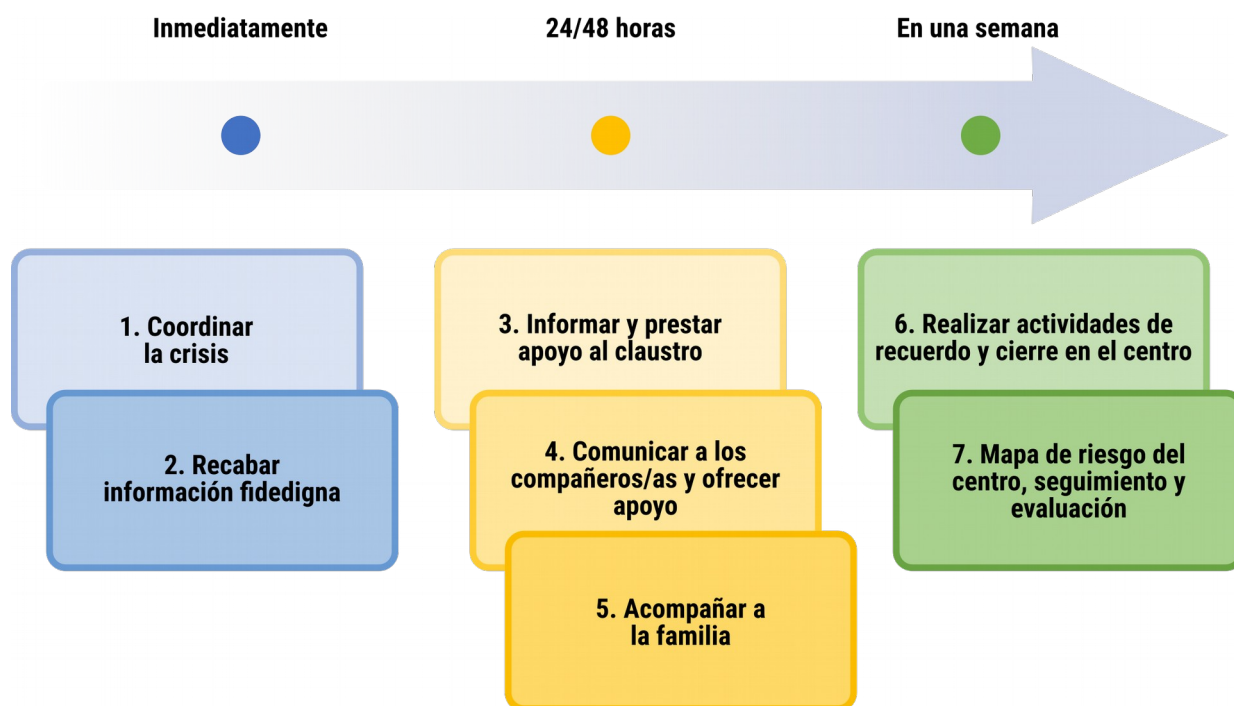 Inmediatamente
24/48 horas
En una semana
1. Coordinar
la crisis
2. Recabar
información fidedigna
3. Informar y prestar
apoyo al claustro
4. Comunicar a los
compañeros/as y ofrecer
apoyo
5. Acompañar a
la familia
6. Realizar actividades de
recuerdo y cierre en el centro
7. Mapa de riesgo del
centro, seguimiento y
evaluación